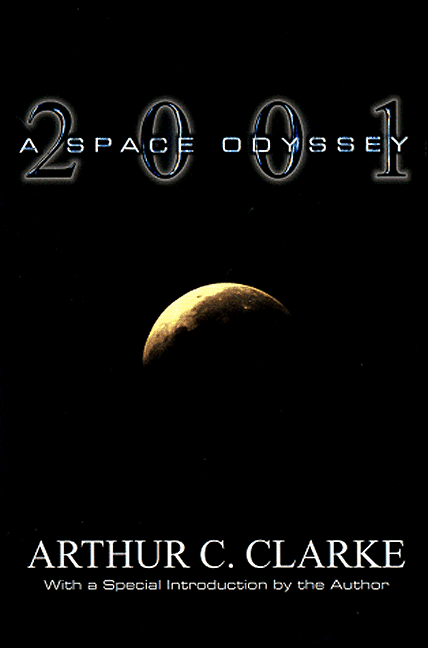 2001
A SPACE ODYSSEY
ARTHUR C. CLARKE
With a Special Introduction by the Author